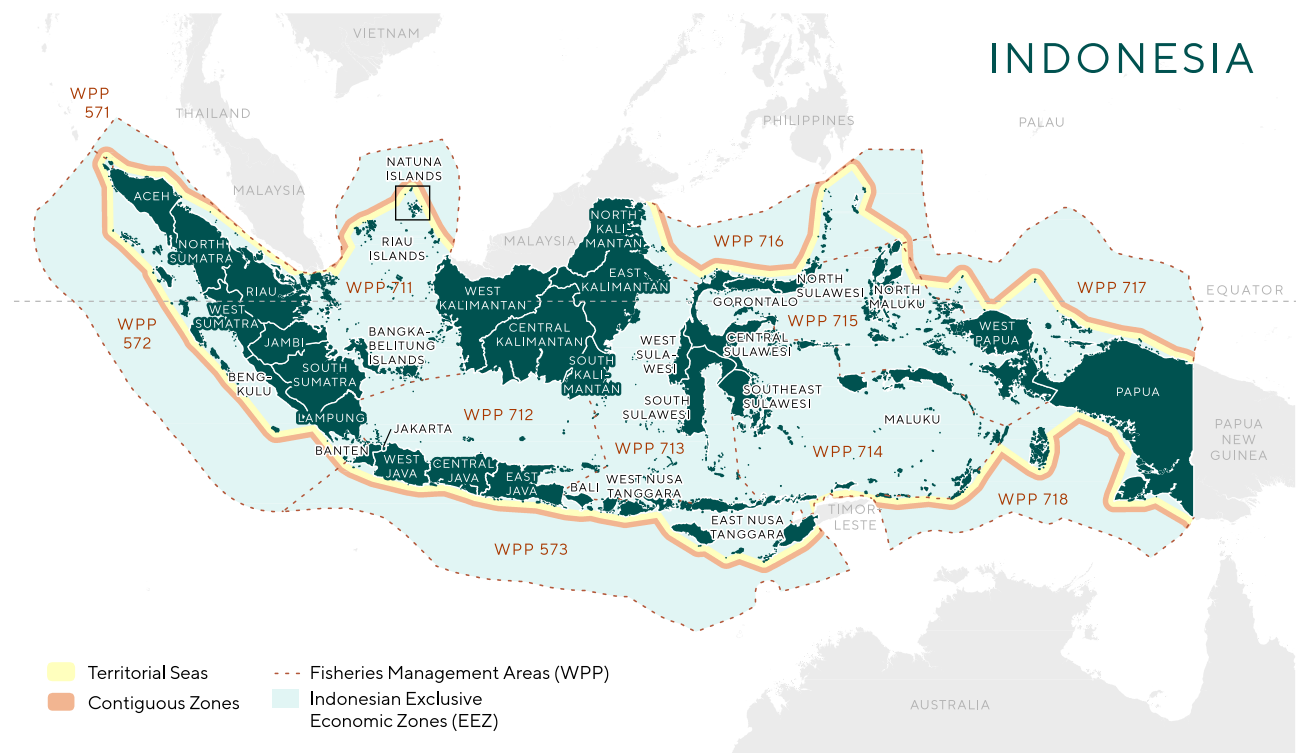 VIETNAM
INDONESIA
WPP
571
THAILAND
PHILIPPINES
PALAU
NATUNA
ISLANDS
MALAYSIA
ACEH
NORTH
SUMATRA
RIAU
ISLANDS
MALAYSIA
NORTH
KALI-
MANTAN
WPP 716
EAST
KALIMANTAN
NORTH
SULAWESI
GORONTALO
NORTH
MALUKU
WPP 717
EQUATOR
RIAU
WPP 711
WEST
KALIMANTAN
WEST
SUMATRA
WPP
572
JAMBI
BANGKA-
BELITUNG
ISLANDS
CENTRAL
KALIMANTAN
WPP 715
WEST
PAPUA
WEST
SULA-
WESI
CENTRAL
SULAWESI
SOUTH
SUMATRA
BENG-
KULU
SOUTH
KALI-
MANTAN
SOUTHEAST
SULAWESI
PAPUA
SOUTH
SULAWESI
LAMPUNG
WPP 712
MALUKU
JAKARTA
PAPUA
NEW
GUINEA
BANTEN
WPP 713
WPP 714
WEST
JAVA
CENTRAL
JAVA
EAST
JAVA
BALI
WEST NUSA
TANGGARA
WPP 718
TIMOR-
LESTE
EAST NUSA
TANGGARA
WPP 573
AUSTRALIA
Territorial Seas
Contiguous Zones
Fisheries Management Areas (WPP)
Indonesian Exclusive
Economic Zones (EEZ)